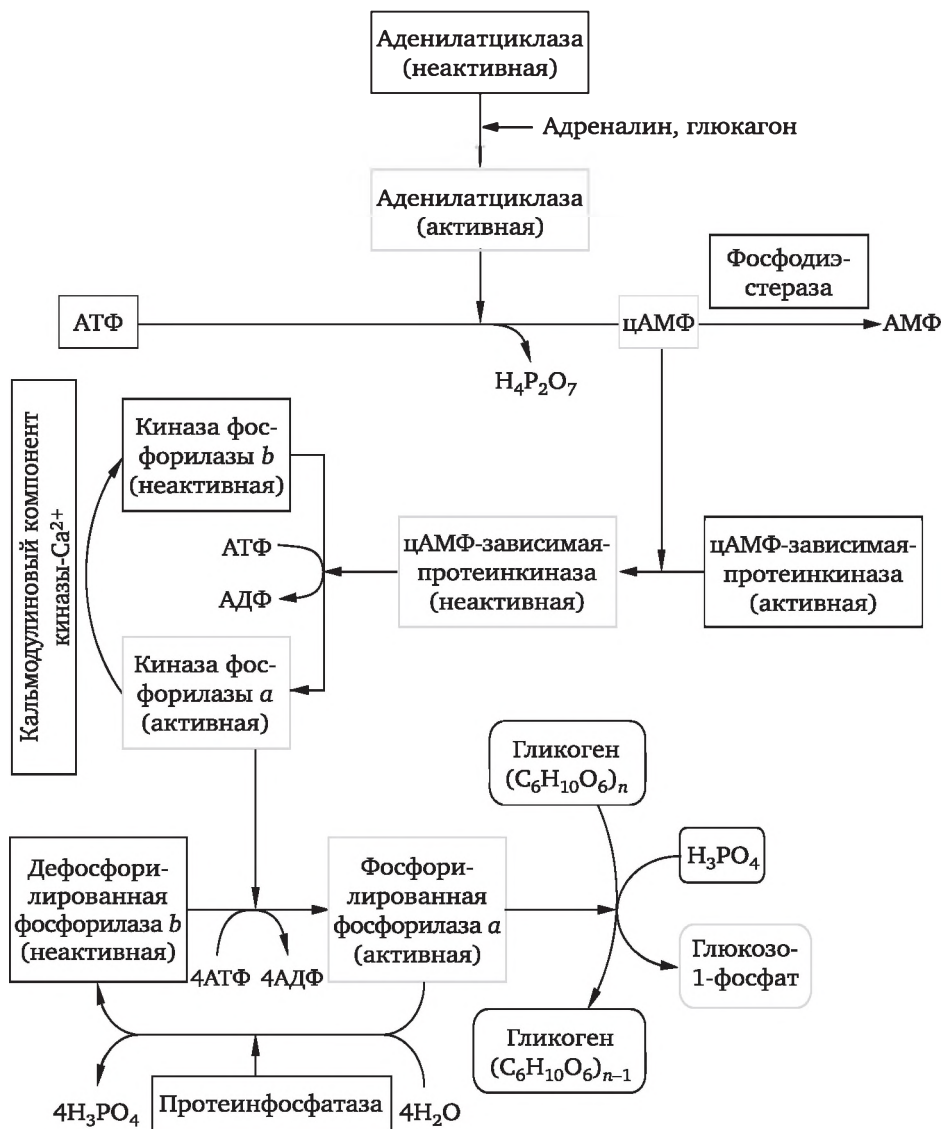 Аденилатциклаза
(неактивная)
Адреналин, глюкагон
Аденилатциклаза
(активная)
Фосфодиэ-
стераза
АТФ
цАМФ
АМФ
H₄P₂O₇
Кальмодулиновый компонент
киназы-Ca²⁺
Киназа фос-
форилазы b
(неактивная)
АТФ
АДФ
цАМФ-зависимая-
протеинкиназа
(неактивная)
цАМФ-зависимая-
протеинкиназа
(активная)
Киназа фос-
форилазы a
(активная)
Гликоген
(C₆H₁₀O₆)ₙ
H₃PO₄
Дефосфори-
лированная
фосфорилаза b
(неактивная)
4АТФ 4АДФ
Фосфори-
лированная
фосфорилаза a
(активная)
Глюкозо-
1-фосфат
Гликоген
(C₆H₁₀O₆)ₙ₋₁
4H₃PO₄
Протеинфосфатаза
4H₂O